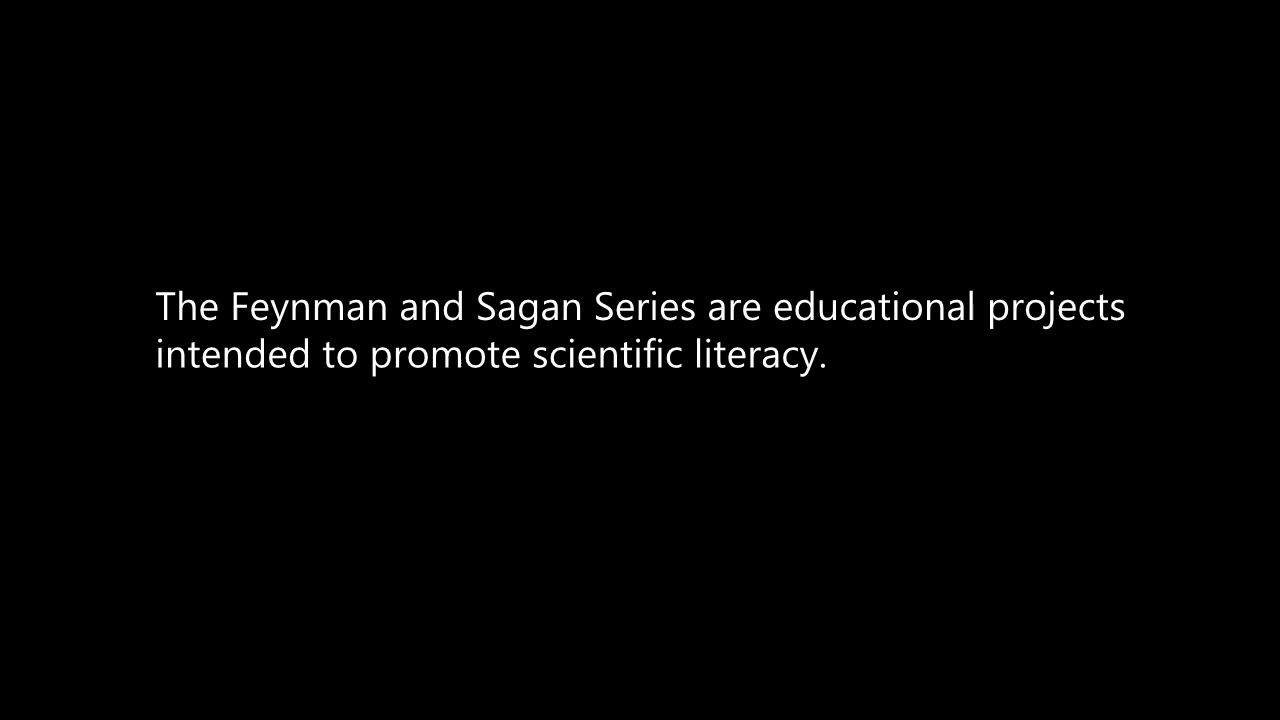 The Feynman and Sagan Series are educational projects
intended to promote scientific literacy.